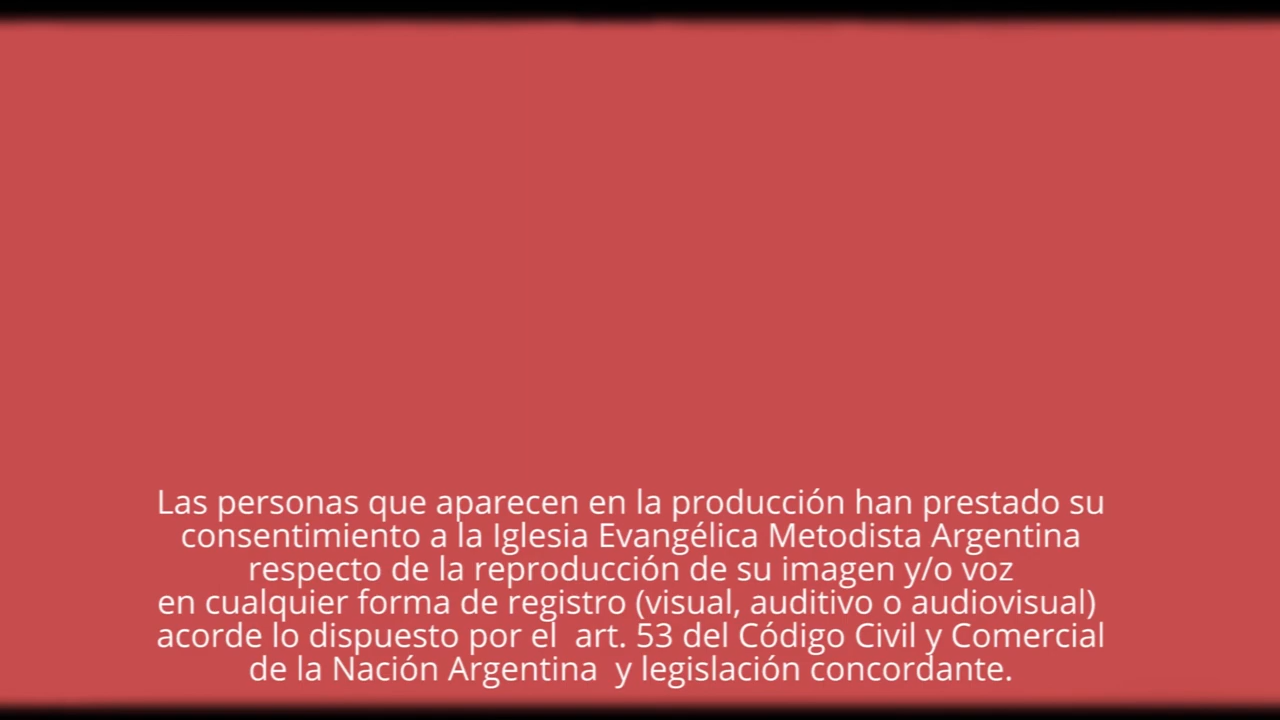 Las personas que aparecen en la producción han prestado su
consentimiento a la Iglesia Evangélica Metodista Argentina
respecto de la reproducción de su imagen y/o voz
en cualquier forma de registro (visual, auditivo o audiovisual)
acorde lo dispuesto por el  art. 53 del Código Civil y Comercial
de la Nación Argentina  y legislación concordante.